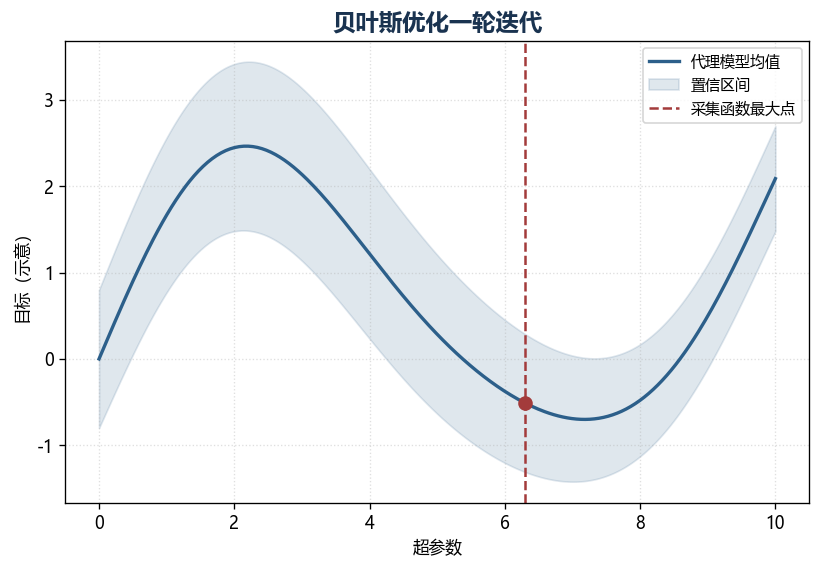 贝叶斯优化一轮迭代
代理模型均值
置信区间
采集函数最大点
目标（示意）
3
2
1
0
-1
0 2 4 6 8 10
超参数